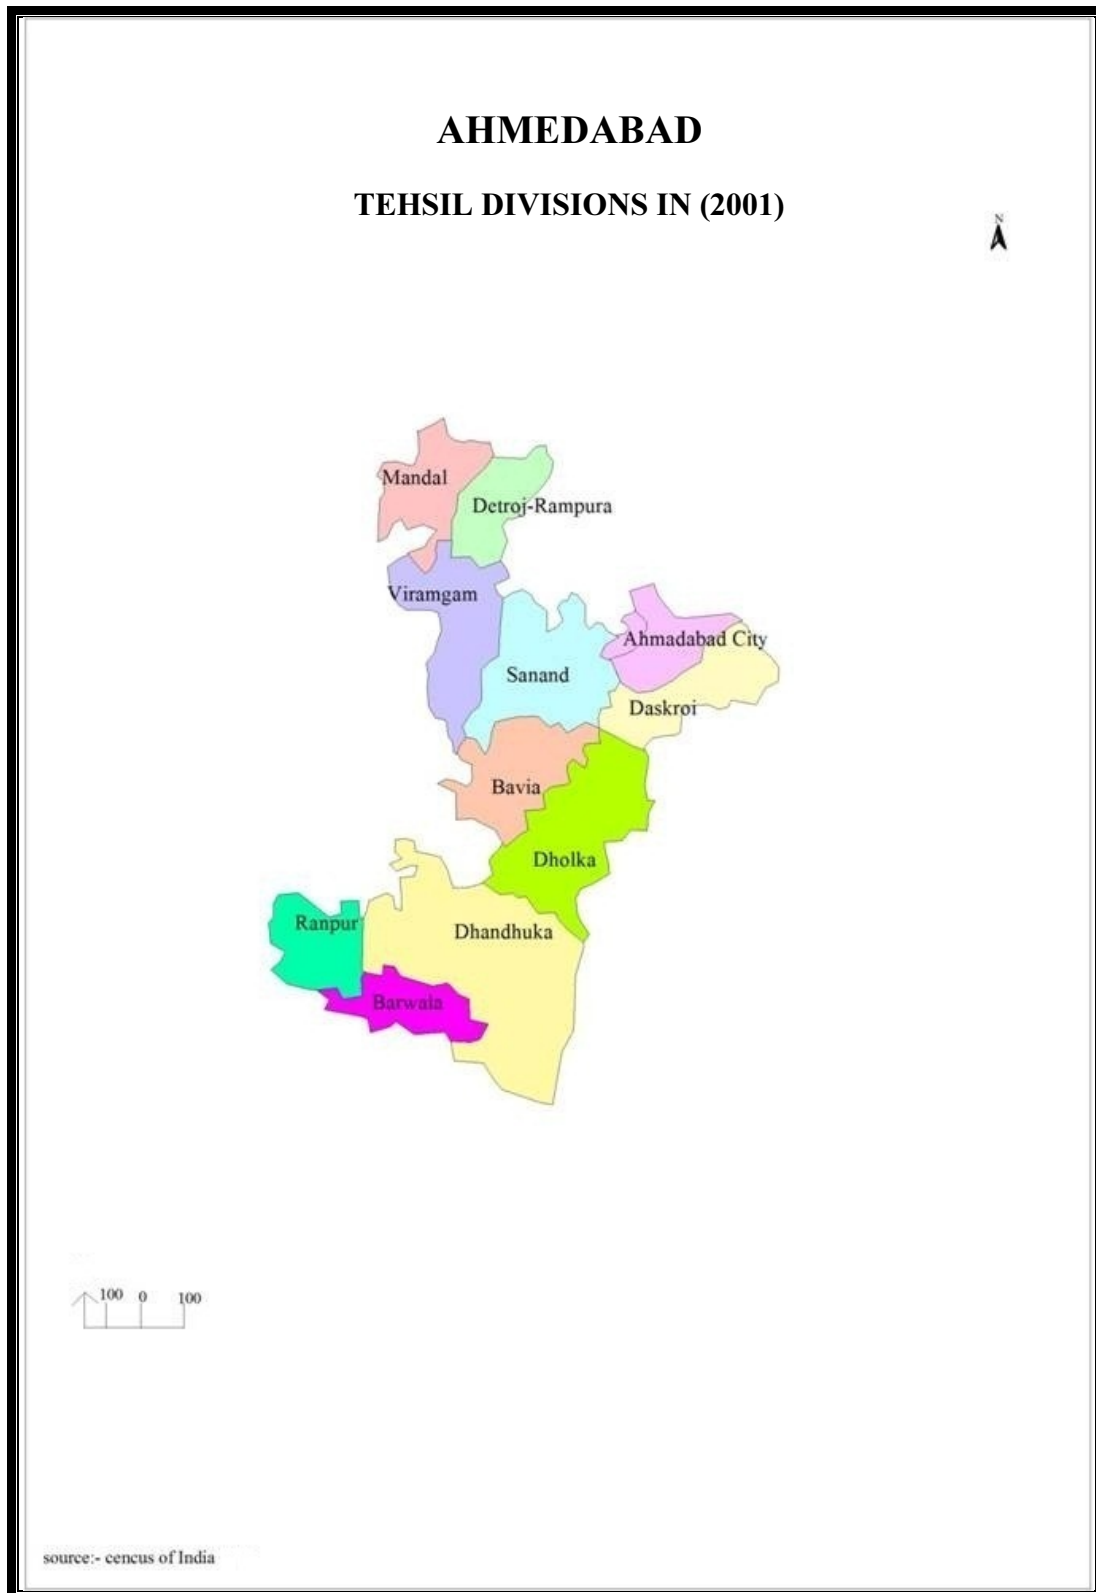 AHMEDABAD
TEHSIL DIVISIONS IN (2001)
N
Mandal
Detroj-Rampura
Viramgam
Ahmadabad City
Sanand
Daskroi
Bavia
Dholka
Ranpur
Dhandhuka
Barwala
100 0 100
source:- cencus of India